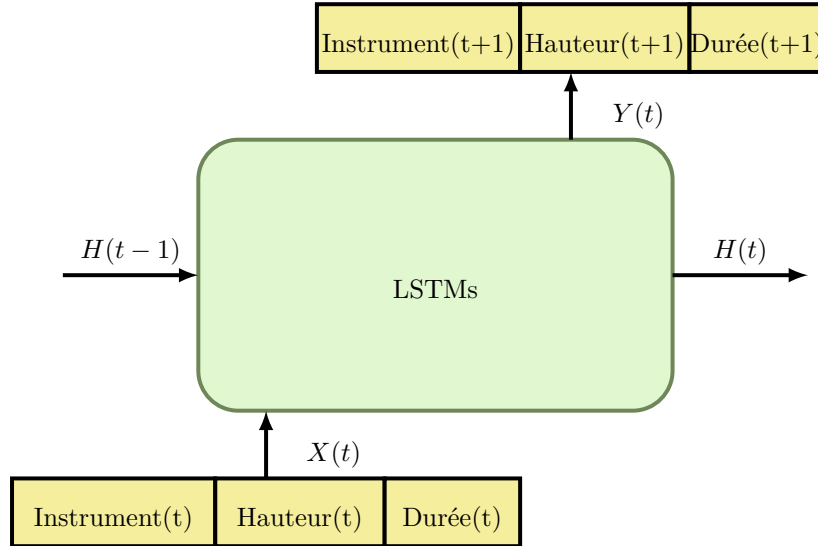 Instrument(t+1) Hauteur(t+1) Durée(t+1)
Y(t)
H(t − 1)
H(t)
LSTMs
X(t)
Instrument(t) Hauteur(t) Durée(t)